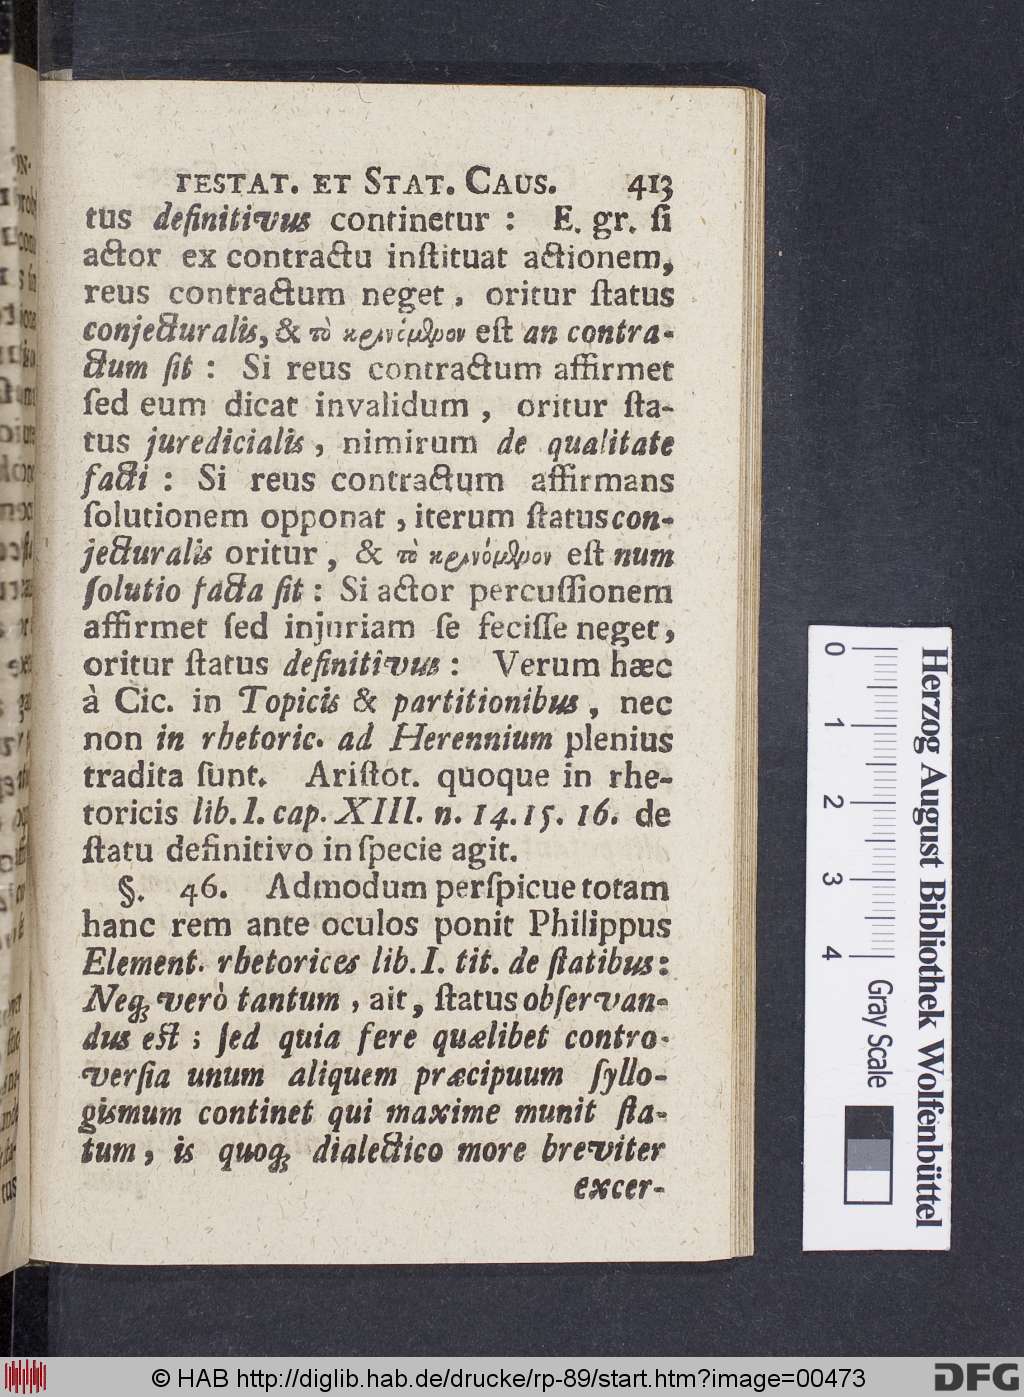 TESTAT. ET STAT. CAUS. 413
tus definitivus continetur : E. gr. ſi
actor ex contractu inſtituat actionem,
reus contractum neget, oritur ſtatus
conjecturalis, & τὸ κρινόμενον eſt an contra-
ctum ſit : Si reus contractum affirmet
ſed eum dicat invalidum, oritur ſta-
tus juredicialis, nimirum de qualitate
facti : Si reus contractum affirmans
ſolutionem opponat, iterum ſtatus con-
jecturalis oritur, & τὸ κρινόμενον eſt num
ſolutio facta ſit : Si actor percuſſionem
affirmet ſed injuriam ſe feciſſe neget,
oritur ſtatus definitivus : Verum hæc
à Cic. in Topicis & partitionibus, nec
non in rhetoric. ad Herennium plenius
tradita ſunt. Ariſtot. quoque in rhe-
toricis lib. I. cap. XIII. n. 14. 15. 16. de
ſtatu definitivo in ſpecie agit.
§. 46. Admodum perſpicue totam
hanc rem ante oculos ponit Philippus
Element. rhetorices lib. I. tit. de ſtatibus:
Neq; verò tantum, ait, ſtatus obſervan-
dus eſt ; ſed quia fere quælibet contro-
verſia unum aliquem præcipuum ſyllo-
gismum continet qui maxime munit ſta-
tum, is quoq; dialectico more breviter
excer-
0 1 2 3 4
Herzog August Bibliothek Wolfenbüttel
Gray Scale
© HAB http://diglib.hab.de/drucke/rp-89/start.htm?image=00473
DFG